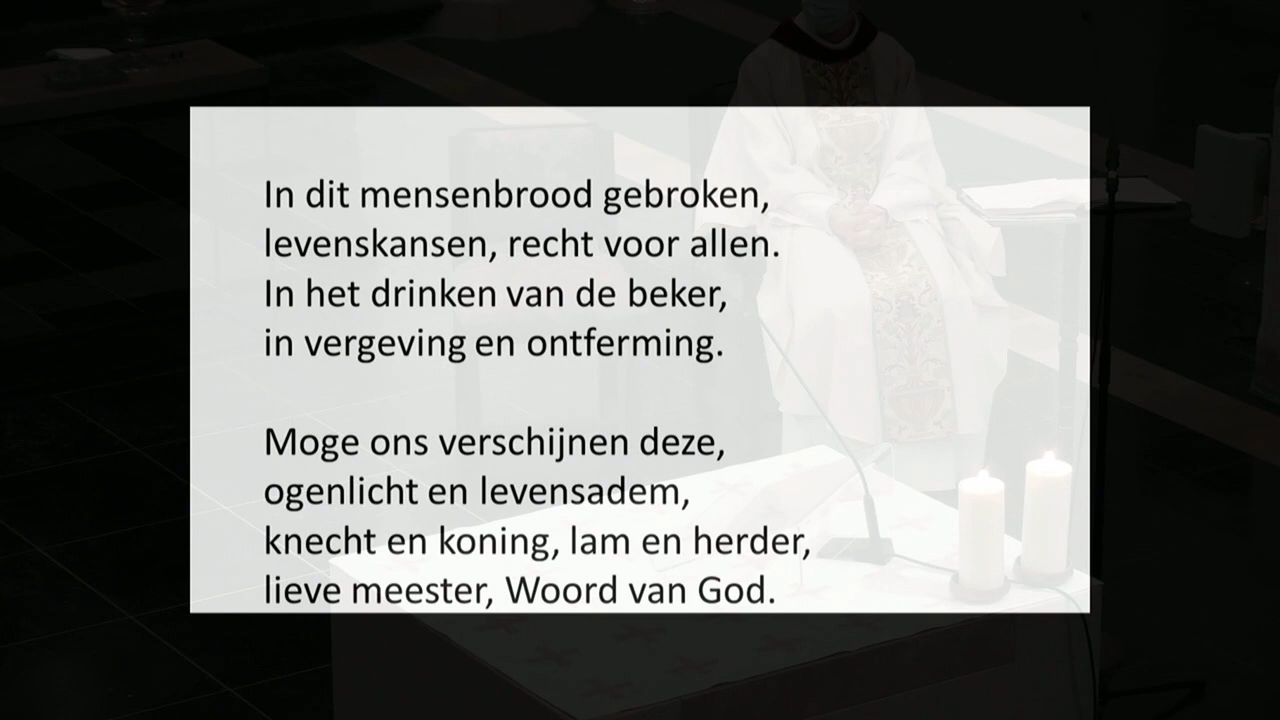 In dit mensenbrood gebroken,
levenskansen, recht voor allen.
In het drinken van de beker,
in vergeving en ontferming.
Moge ons verschijnen deze,
ogenlicht en levensadem,
knecht en koning, lam en herder,
lieve meester, Woord van God.